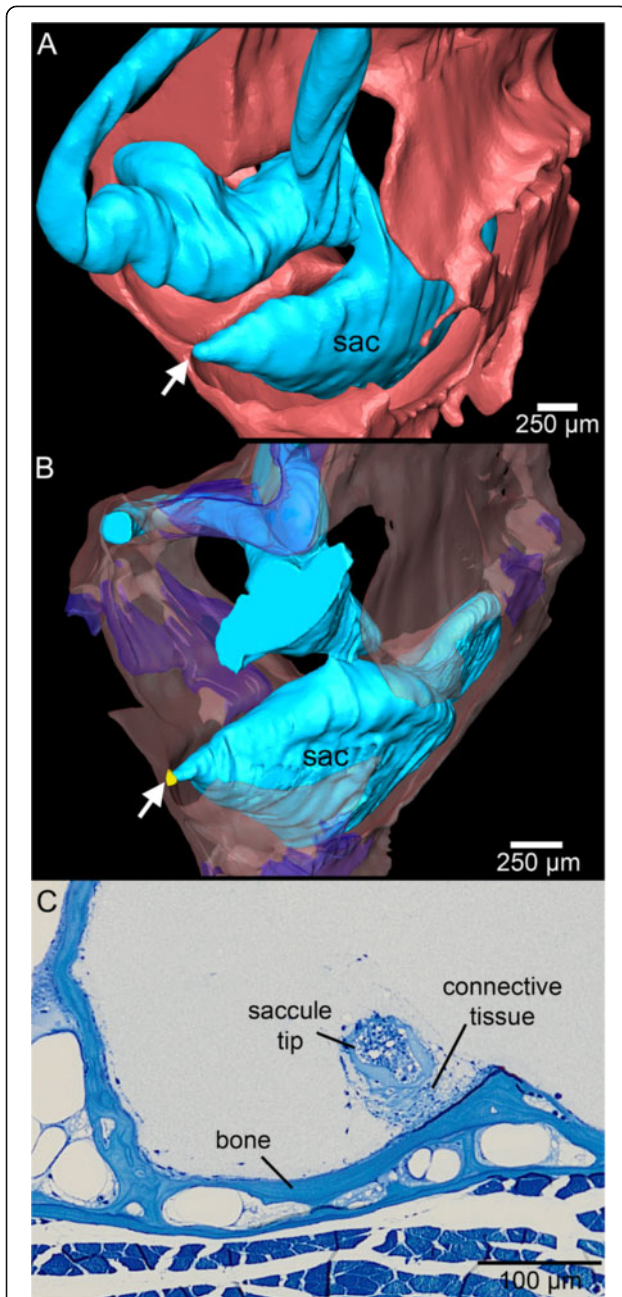 A
sac
250 µm
B
sac
250 µm
C
saccule
tip
connective
tissue
bone
100 µm